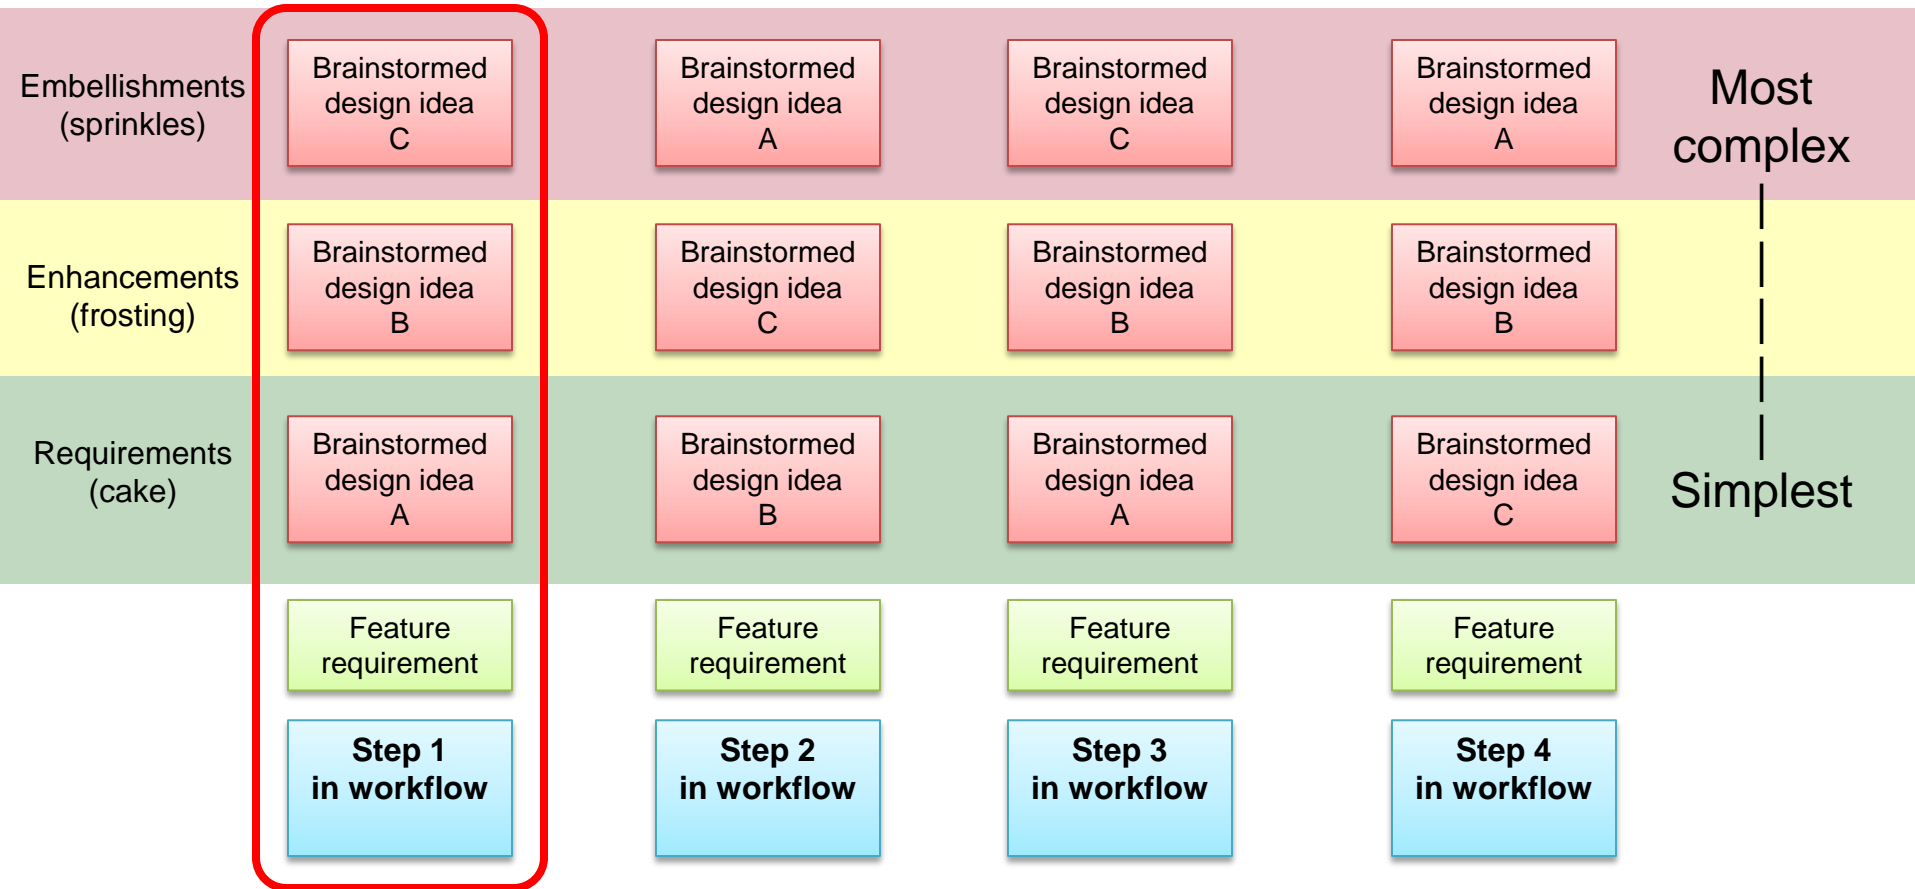 Embellishments
(sprinkles)
Brainstormed
design idea
C
Brainstormed
design idea
A
Brainstormed
design idea
C
Brainstormed
design idea
A
Most
complex
Enhancements
(frosting)
Brainstormed
design idea
B
Brainstormed
design idea
C
Brainstormed
design idea
B
Brainstormed
design idea
B
Requirements
(cake)
Brainstormed
design idea
A
Brainstormed
design idea
B
Brainstormed
design idea
A
Brainstormed
design idea
C
Simplest
Feature
requirement
Feature
requirement
Feature
requirement
Feature
requirement
Step 1
in workflow
Step 2
in workflow
Step 3
in workflow
Step 4
in workflow